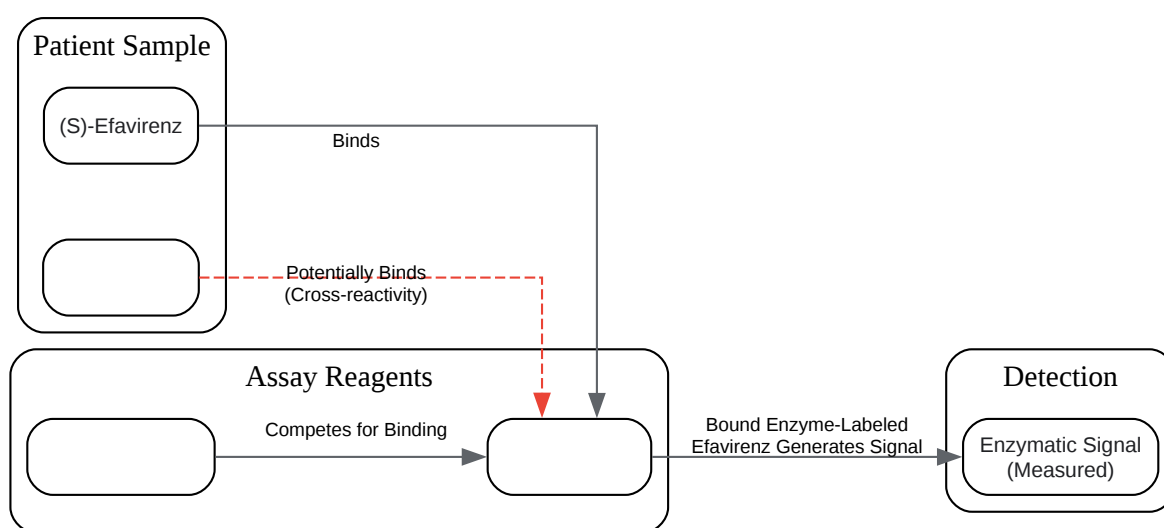 Patient Sample
(S)-Efavirenz
Binds
Potentially Binds
(Cross-reactivity)
Assay Reagents
Competes for Binding
Bound Enzyme-Labeled
Efavirenz Generates Signal
Detection
Enzymatic Signal
(Measured)